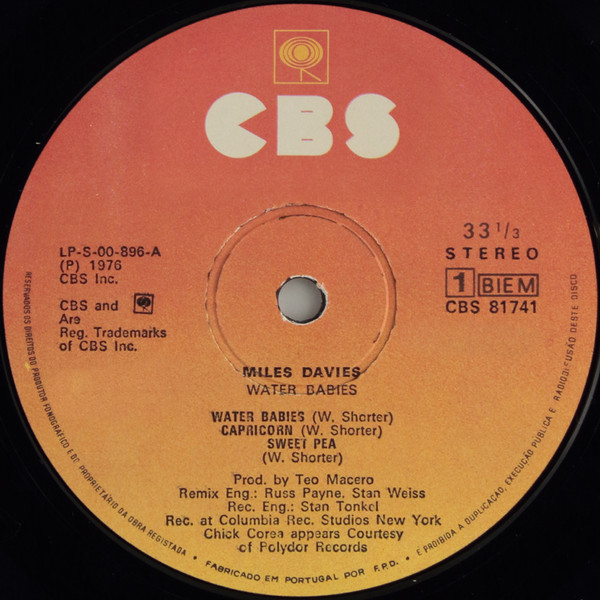 CBS
LP-S-00-896-A
(P) 1976
CBS Inc.
CBS and
Are
Reg. Trademarks
of CBS Inc.
33 1/3
STEREO
1 BIEM
CBS 81741
MILES DAVIES
WATER BABIES
WATER BABIES (W. Shorter)
CAPRICORN (W. Shorter)
SWEET PEA
(W. Shorter)
Prod. by Teo Macero
Remix Eng.: Russ Payne, Stan Weiss
Rec. Eng.: Stan Tonkel
Rec. at Columbia Rec. Studios New York
Chick Corea appears Courtesy
of Polydor Records
RESERVADOS OS DIREITOS DO PRODUTOR FONOGRÁFICO E DO PROPRIETÁRIO DA OBRA REGISTADA • FABRICADO EM PORTUGAL POR F.P.D. • É PROIBIDA A DUPLICAÇÃO, EXECUÇÃO PÚBLICA E RADIODIFUSÃO DESTE DISCO